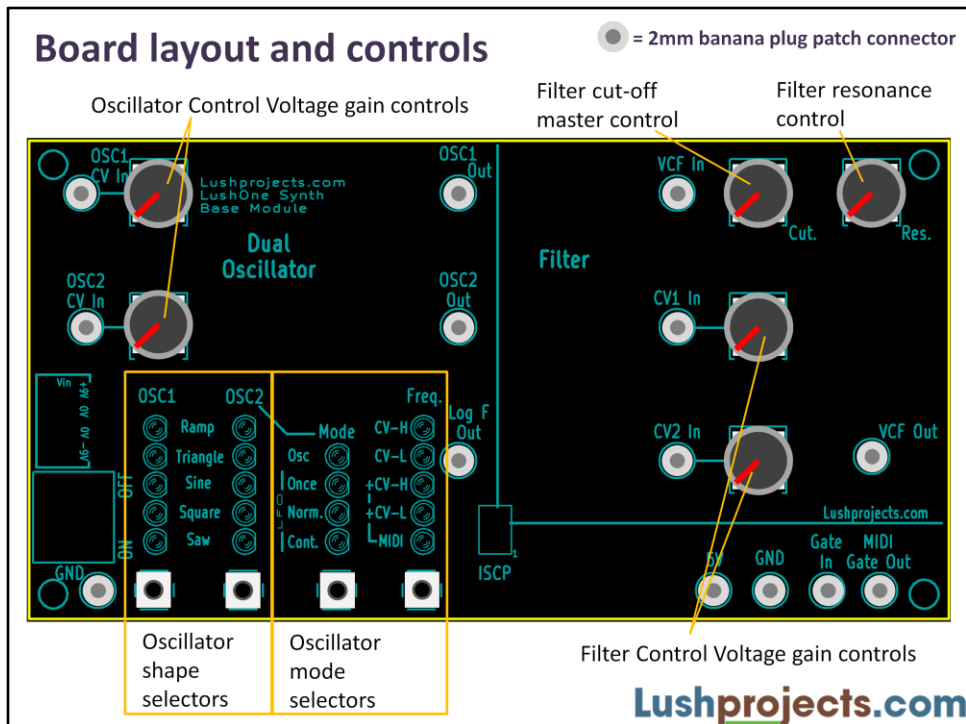 Board layout and controls
= 2mm banana plug patch connector
Oscillator Control Voltage gain controls
Filter cut-off
master control
Filter resonance
control
OSC1
CV In
Lushprojects.com
LushOne Synth
Base Module
OSC1
Out
VCF In
Cut.
Res.
Dual
Oscillator
Filter
OSC2
CV In
OSC2
Out
CV1 In
Vin
+9V
0V
0V
-9V
OFF
ON
OSC1
OSC2
Ramp
Triangle
Sine
Square
Saw
Mode
Osc
Once
Norm.
Cont.
LFO
Freq.
CV-H
CV-L
+CV-H
+CV-L
MIDI
Log F
Out
CV2 In
VCF Out
Lushprojects.com
ISCP
1
GND
5V
GND
Gate
In
MIDI
Gate Out
Oscillator
shape
selectors
Oscillator
mode
selectors
Filter Control Voltage gain controls
Lushprojects.com